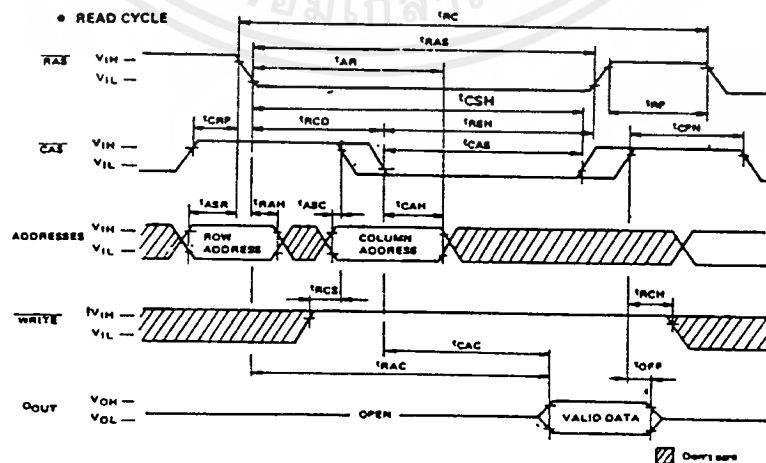 • READ CYCLE
tRC
tRAS
RAS VIH
tAR
VIL
tCSH
tRP
tCRP
tRCD
tRSH
tCPN
CAS VIH
VIL
tCAS
tASR
tRAH
tASC
tCAH
ADDRESSES VIH
VIL
ROW ADDRESS
COLUMN ADDRESS
tRCS
tRCH
WRITE VIH
VIL
tCAC
tRAC
tOFF
DOUT VOH
VOL
OPEN
VALID DATA
Don't care